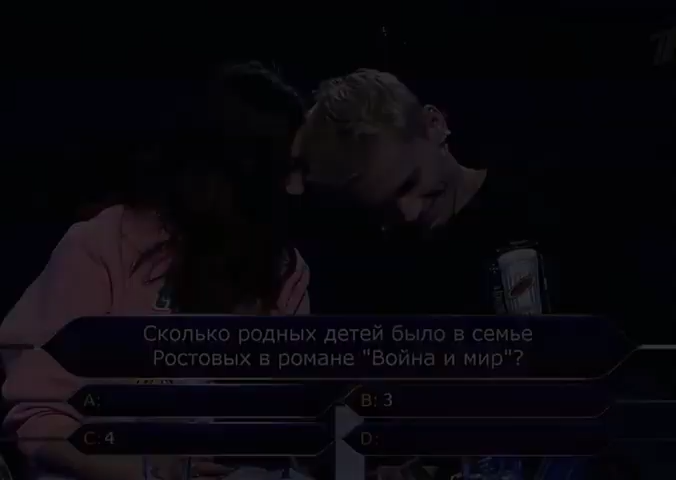 Сколько родных детей было в семье
Ростовых в романе "Война и мир"?
A:
B: 3
C: 4
D: